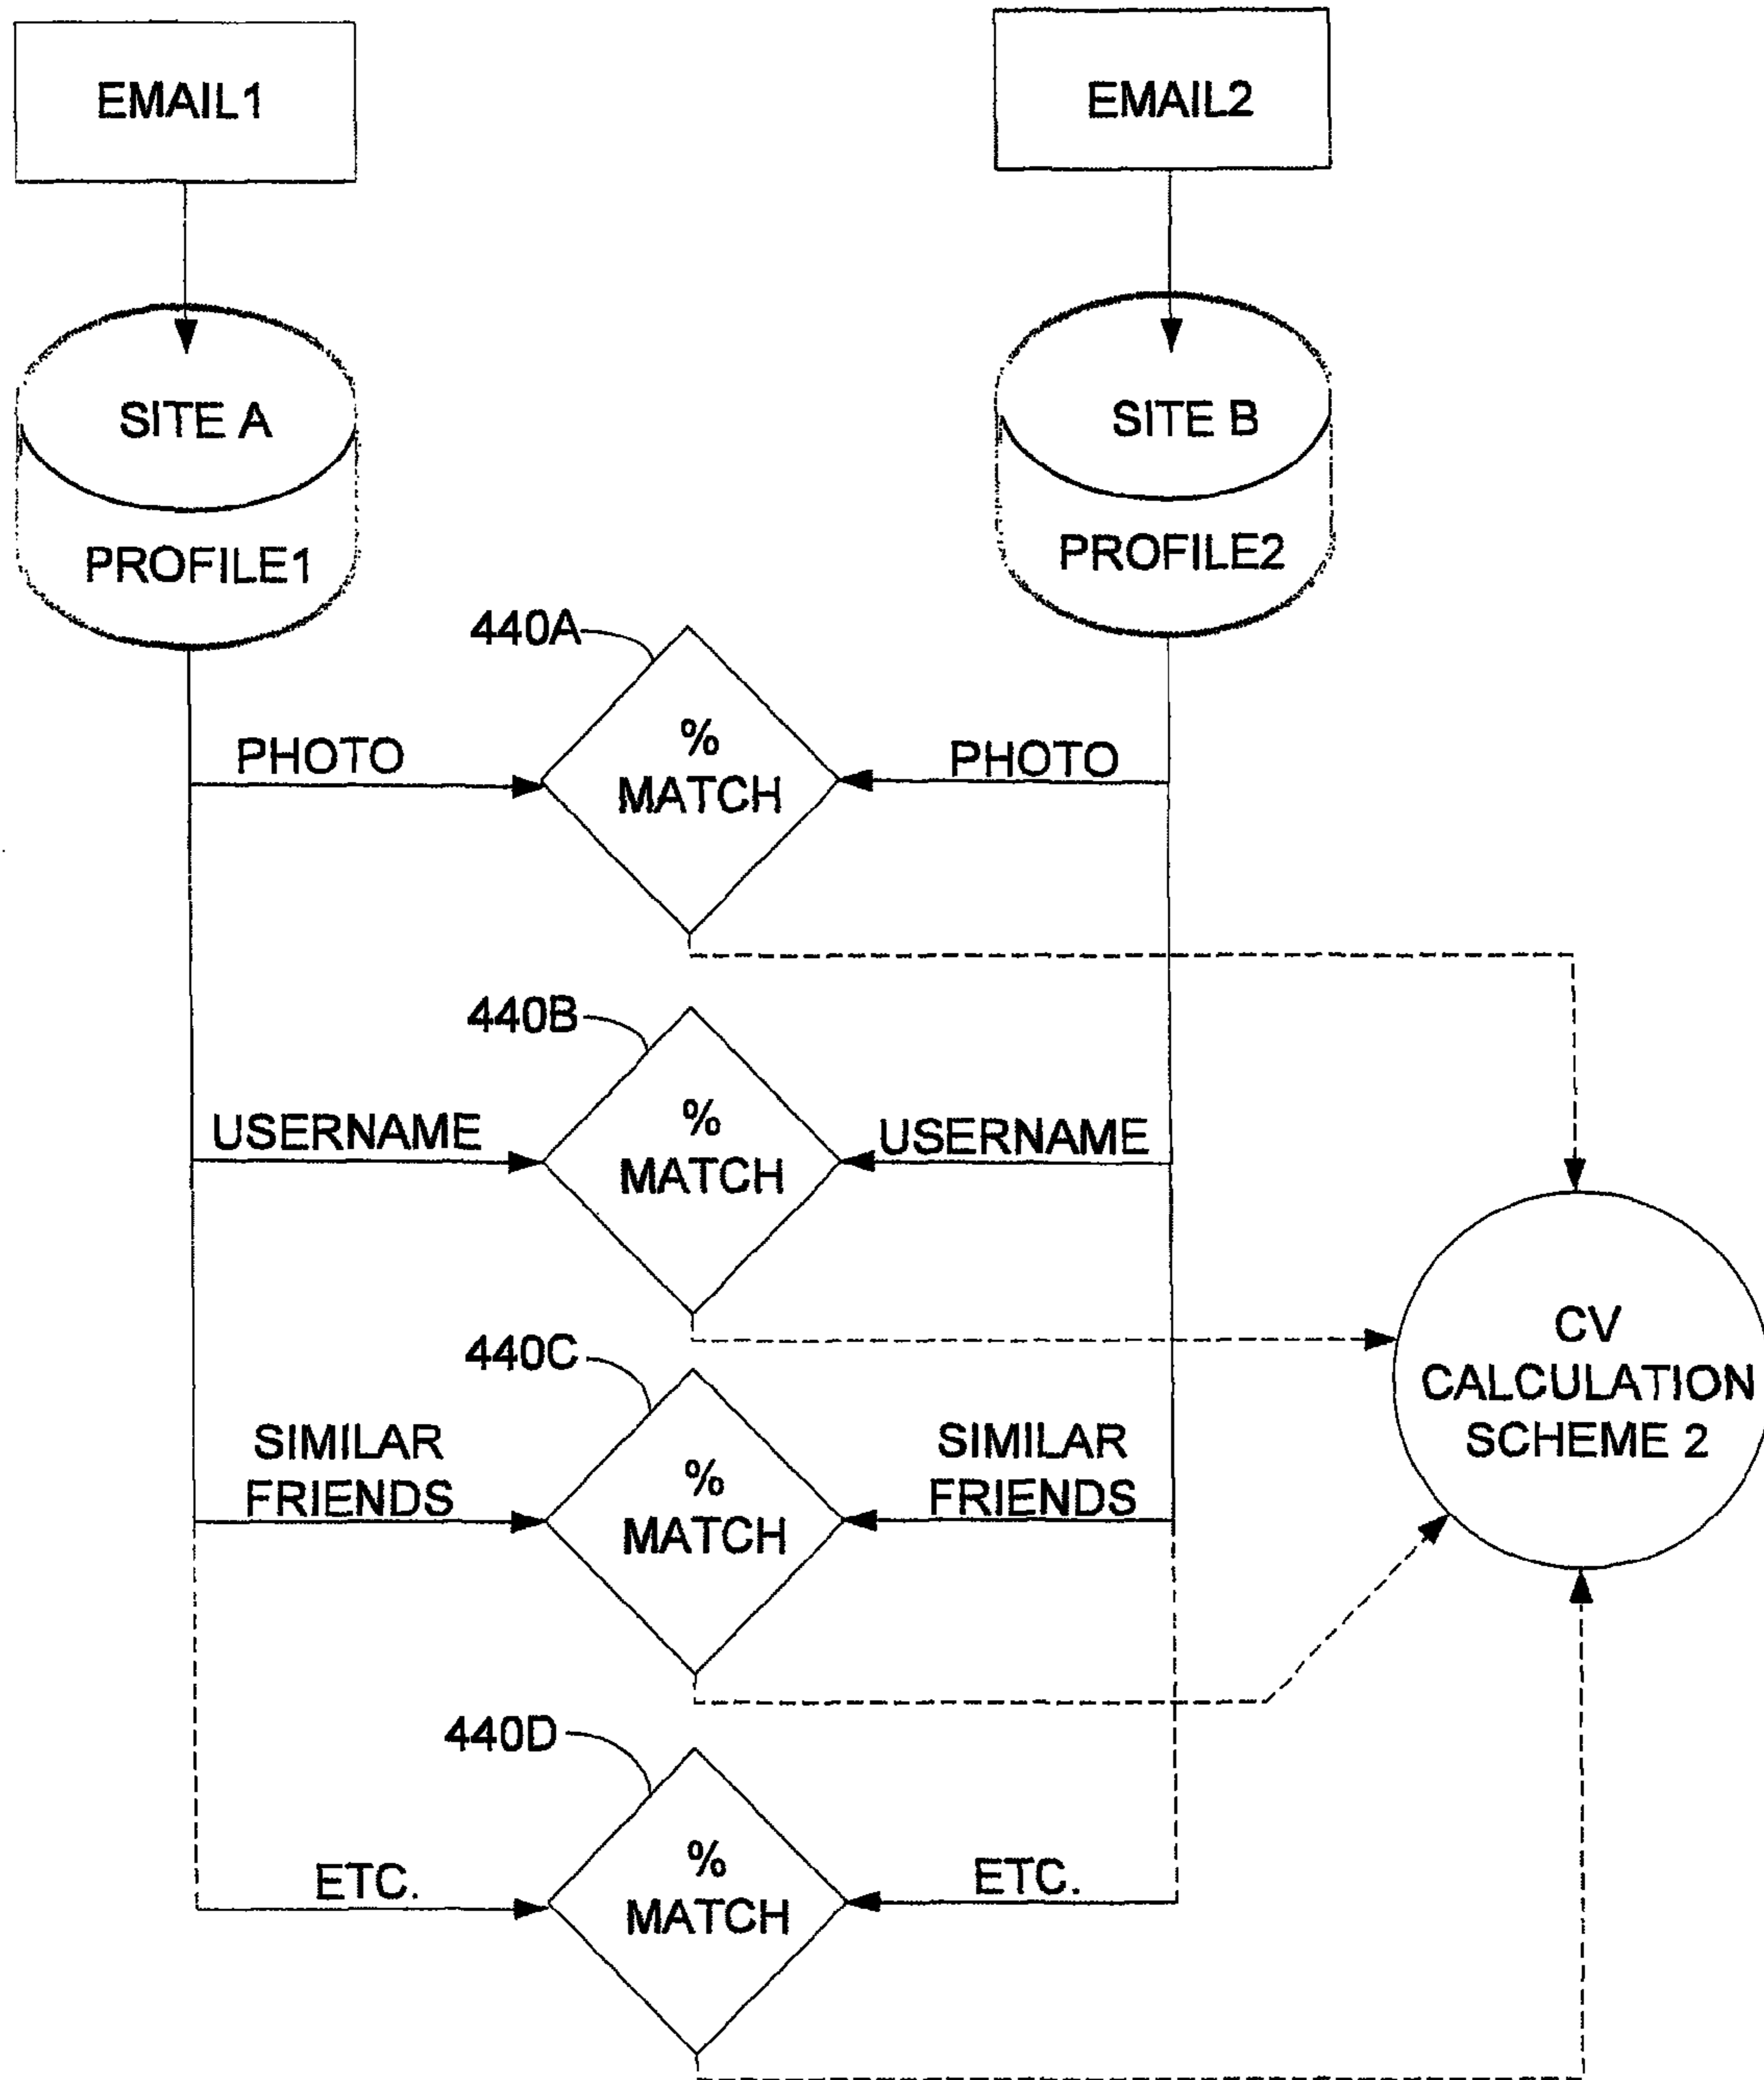 EMAIL1
EMAIL2
SITE A
SITE B
PROFILE1
PROFILE2
440A
PHOTO
%
MATCH
PHOTO
440B
USERNAME
%
MATCH
USERNAME
440C
SIMILAR
FRIENDS
%
MATCH
SIMILAR
FRIENDS
CV
CALCULATION
SCHEME 2
440D
ETC.
%
MATCH
ETC.